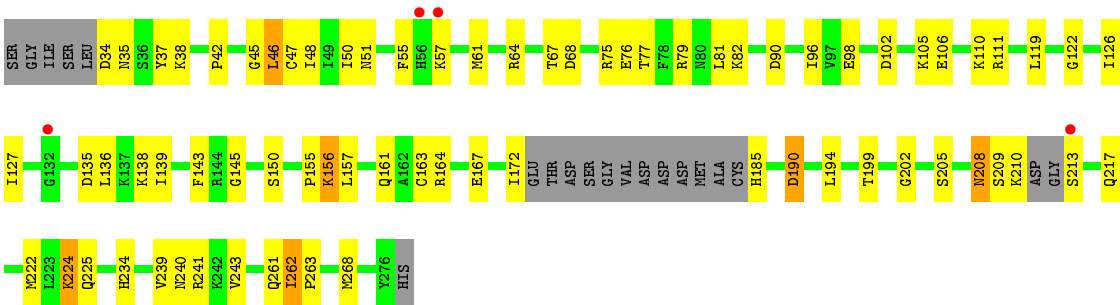 SER GLY ILE SER LEU D34 N35 S36 Y37 K38 P42 G45 L46 C47 I48 I49 I50 N51 F55 H56 K57 M61 R64 T67 D68 R75 E76 T77 F78 R79 N80 L81 K82 D90 I96 V97 E98 D102 K105 E106 K110 R111 L119 G122 I126
I127 G132 D135 L136 K137 K138 I139 F143 R144 G145 S150 P155 K156 L157 Q161 A162 C163 R164 E167 I172 GLU THR ASP SER GLY VAL ASP ASP ASP MET ALA CYS H185 D190 L194 T199 G202 S205 N208 S209 K210 ASP GLY S213 Q217
M222 L223 K224 Q225 H234 V239 N240 R241 K242 V243 Q261 I262 P263 M268 Y276 HIS